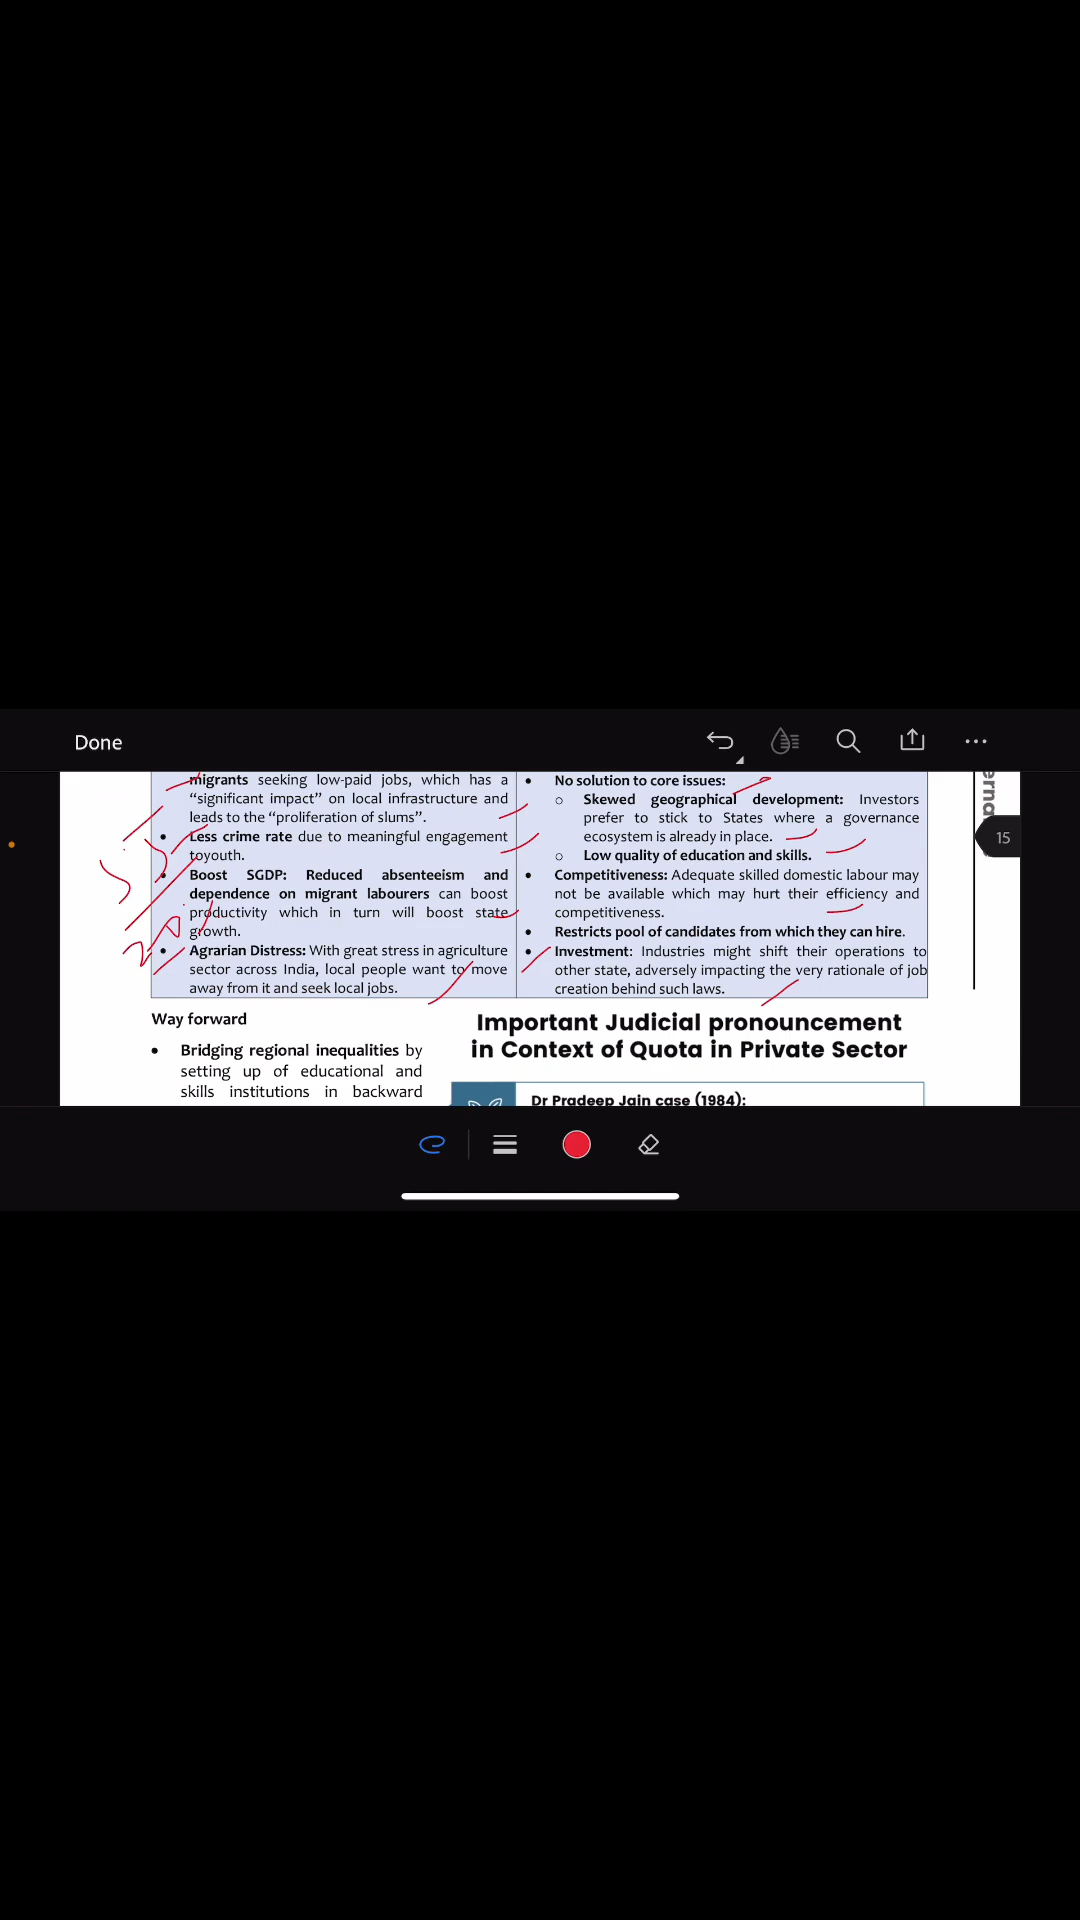 Done
migrants seeking low-paid jobs, which has a
“significant impact” on local infrastructure and
leads to the “proliferation of slums”.
• Less crime rate due to meaningful engagement
toyouth.
• Boost SGDP: Reduced absenteeism and
dependence on migrant labourers can boost
productivity which in turn will boost state
growth.
• Agrarian Distress: With great stress in agriculture
sector across India, local people want to move
away from it and seek local jobs.
• No solution to core issues:
o Skewed geographical development: Investors
prefer to stick to States where a governance
ecosystem is already in place.
o Low quality of education and skills.
• Competitiveness: Adequate skilled domestic labour may
not be available which may hurt their efficiency and
competitiveness.
• Restricts pool of candidates from which they can hire.
• Investment: Industries might shift their operations to
other state, adversely impacting the very rationale of job
creation behind such laws.
15
Way forward
• Bridging regional inequalities by
setting up of educational and
skills institutions in backward
Important Judicial pronouncement
in Context of Quota in Private Sector
Dr Pradeep Jain case (1984):